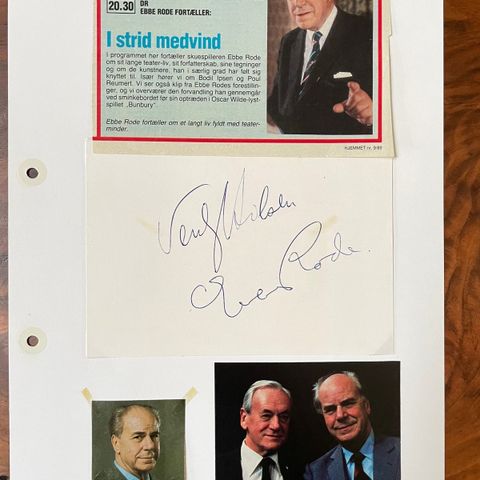 20.30
DR
EBBE RODE FORTÆLLER:
I strid medvind
I programmet her fortæller skuespilleren Ebbe Rode
om sit lange teater-liv, sit forfatterskab, sine tegninger
og om de kunstnere, han i særlig grad har følt sig
knyttet til. Især hører vi om Bodil Ipsen og Poul
Reumert. Vi ser også klip fra Ebbe Rodes forestillin-
ger, og vi overværer den forvandling han gennemgår
ved sminkebordet før sin optræden i Oscar Wilde-lyst-
spillet „Bunbury".
Ebbe Rode fortæller om et langt liv fyldt med teater-
minder.
HJEMMET nr. 9/89
Venlig Hilsen
Ebbe Rode.